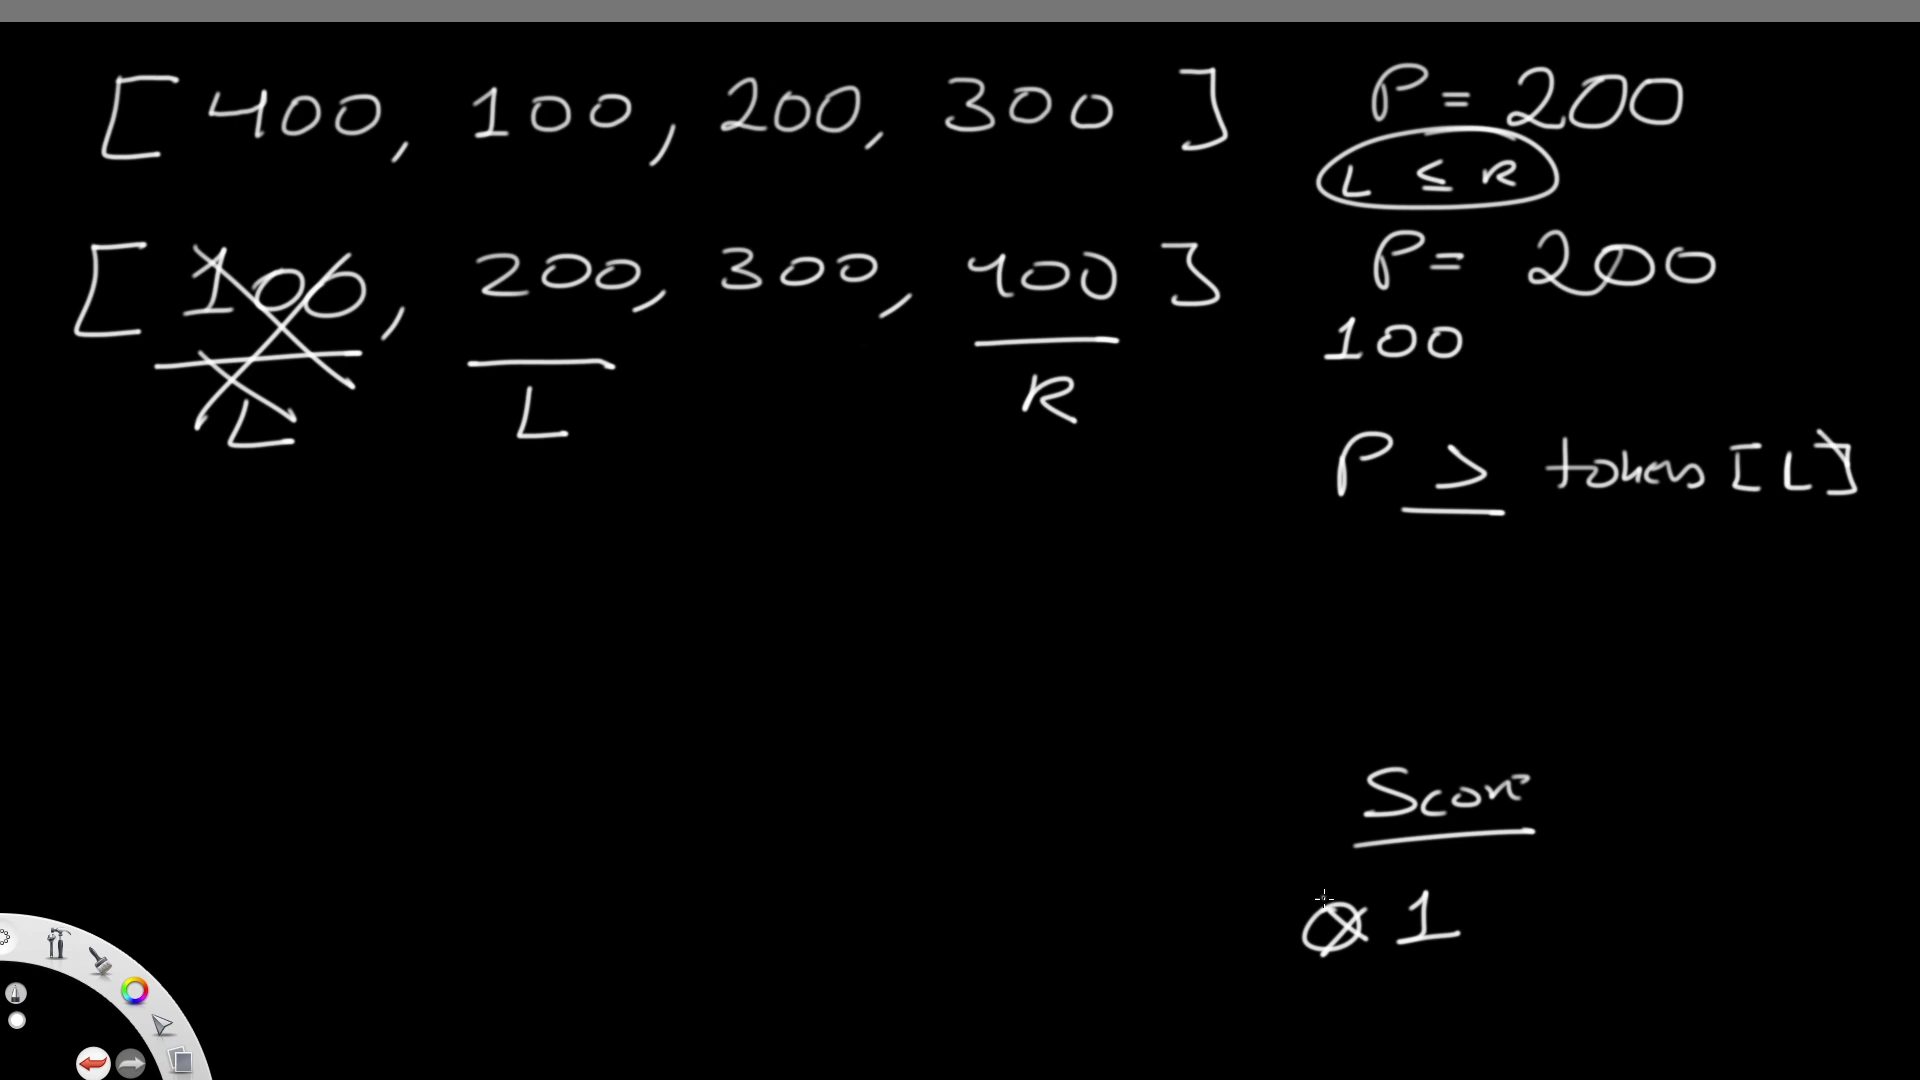 [ 400, 100, 200, 300 ] P = 200
L ≤ R
[ 100, 200, 300, 400 ] P = 200
100
L L R
P ≥ tokens [L]
Score
0 1